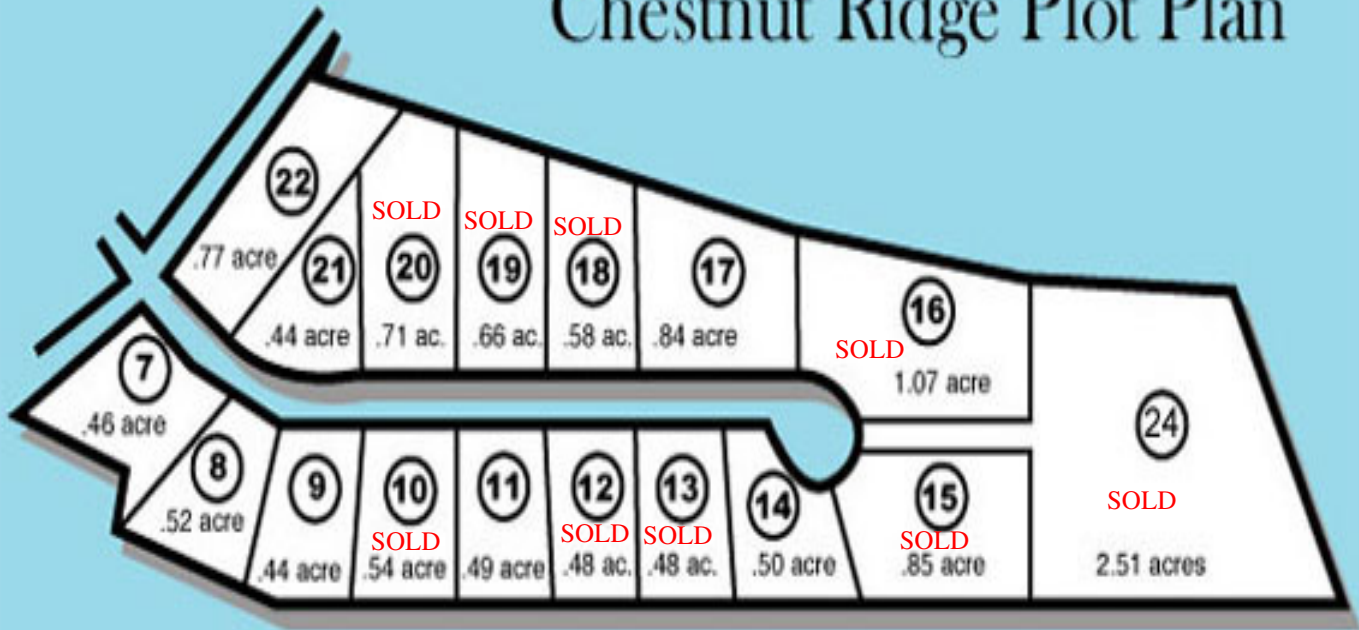 Chestnut Ridge Plot Plan
22
.77 acre
21
.44 acre
SOLD
20
.71 ac.
SOLD
19
.66 ac.
SOLD
18
.58 ac.
17
.84 acre
16
SOLD
1.07 acre
24
SOLD
2.51 acres
7
.46 acre
8
.52 acre
9
.44 acre
10
SOLD
.54 acre
11
.49 acre
12
SOLD
.48 ac.
13
SOLD
.48 ac.
14
.50 acre
15
SOLD
.85 acre